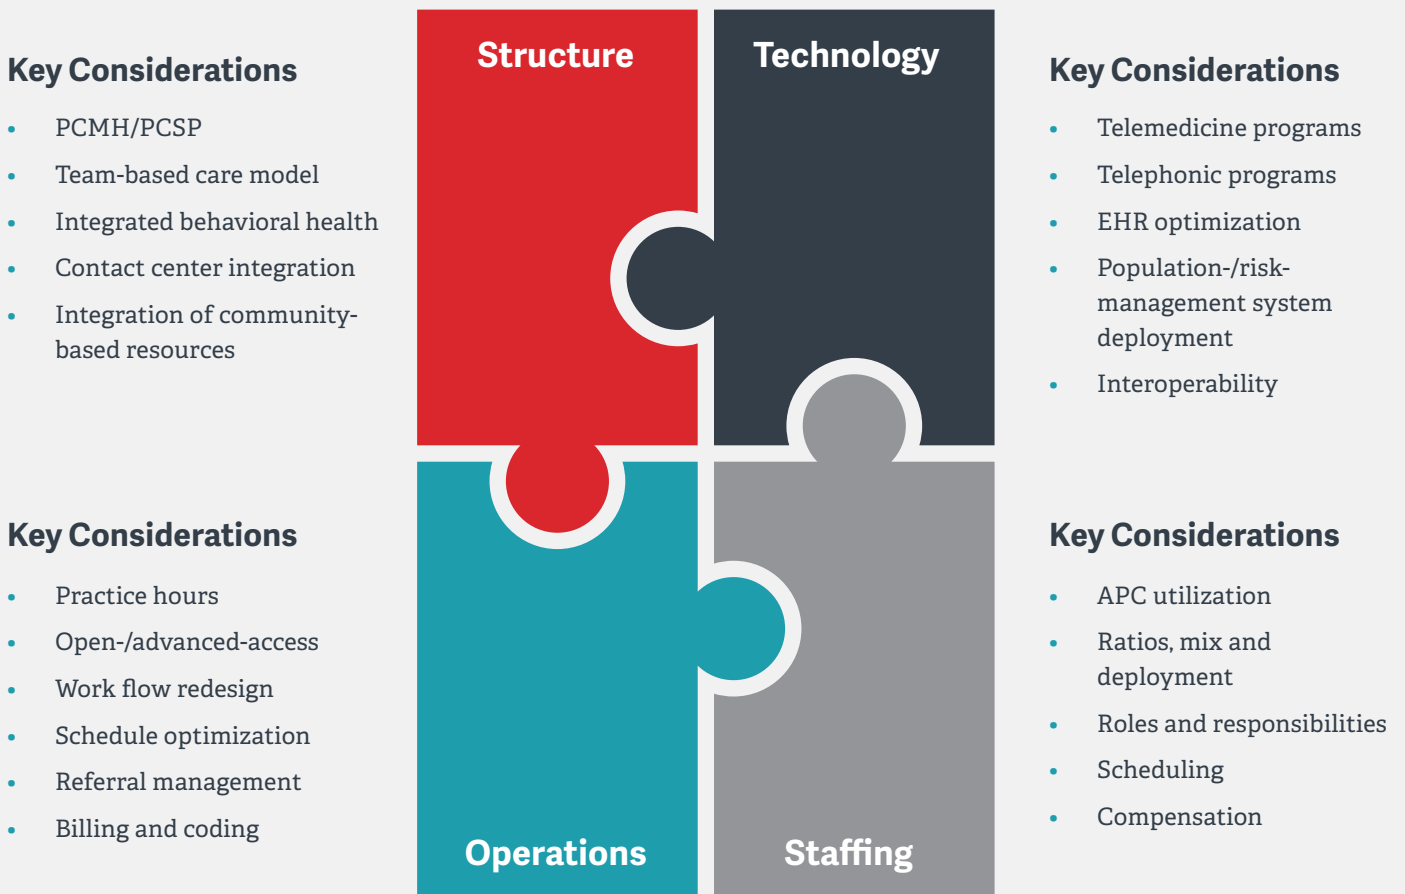 Structure
Key Considerations
PCMH/PCSP
Team-based care model
Integrated behavioral health
Contact center integration
Integration of community-
based resources
Technology
Key Considerations
Telemedicine programs
Telephonic programs
EHR optimization
Population-/risk-
management system
deployment
Interoperability
Key Considerations
Practice hours
Open-/advanced-access
Work flow redesign
Schedule optimization
Referral management
Billing and coding
Operations
Key Considerations
APC utilization
Ratios, mix and
deployment
Roles and responsibilities
Scheduling
Compensation
Staffing